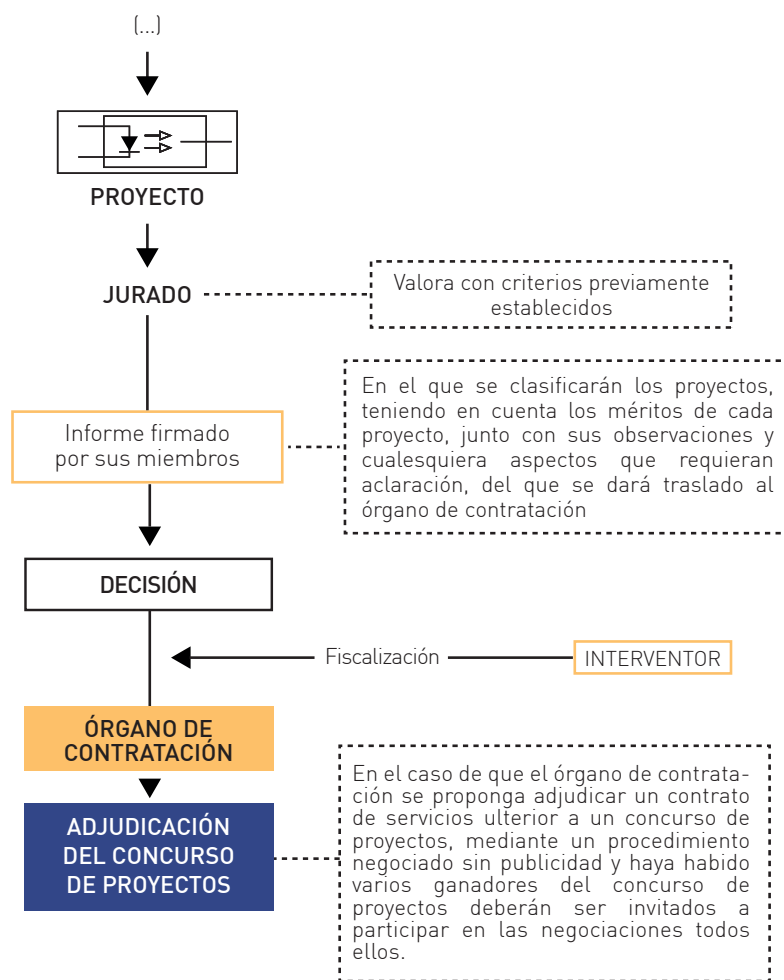 (...)
PROYECTO
JURADO
Valora con criterios previamente
establecidos
Informe firmado
por sus miembros
En el que se clasificarán los proyectos,
teniendo en cuenta los méritos de cada
proyecto, junto con sus observaciones y
cualesquiera aspectos que requieran
aclaración, del que se dará traslado al
órgano de contratación
DECISIÓN
Fiscalización
INTERVENTOR
ÓRGANO DE
CONTRATACIÓN
ADJUDICACIÓN
DEL CONCURSO
DE PROYECTOS
En el caso de que el órgano de contrata-
ción se proponga adjudicar un contrato
de servicios ulterior a un concurso de
proyectos, mediante un procedimiento
negociado sin publicidad y haya habido
varios ganadores del concurso de
proyectos deberán ser invitados a
participar en las negociaciones todos
ellos.